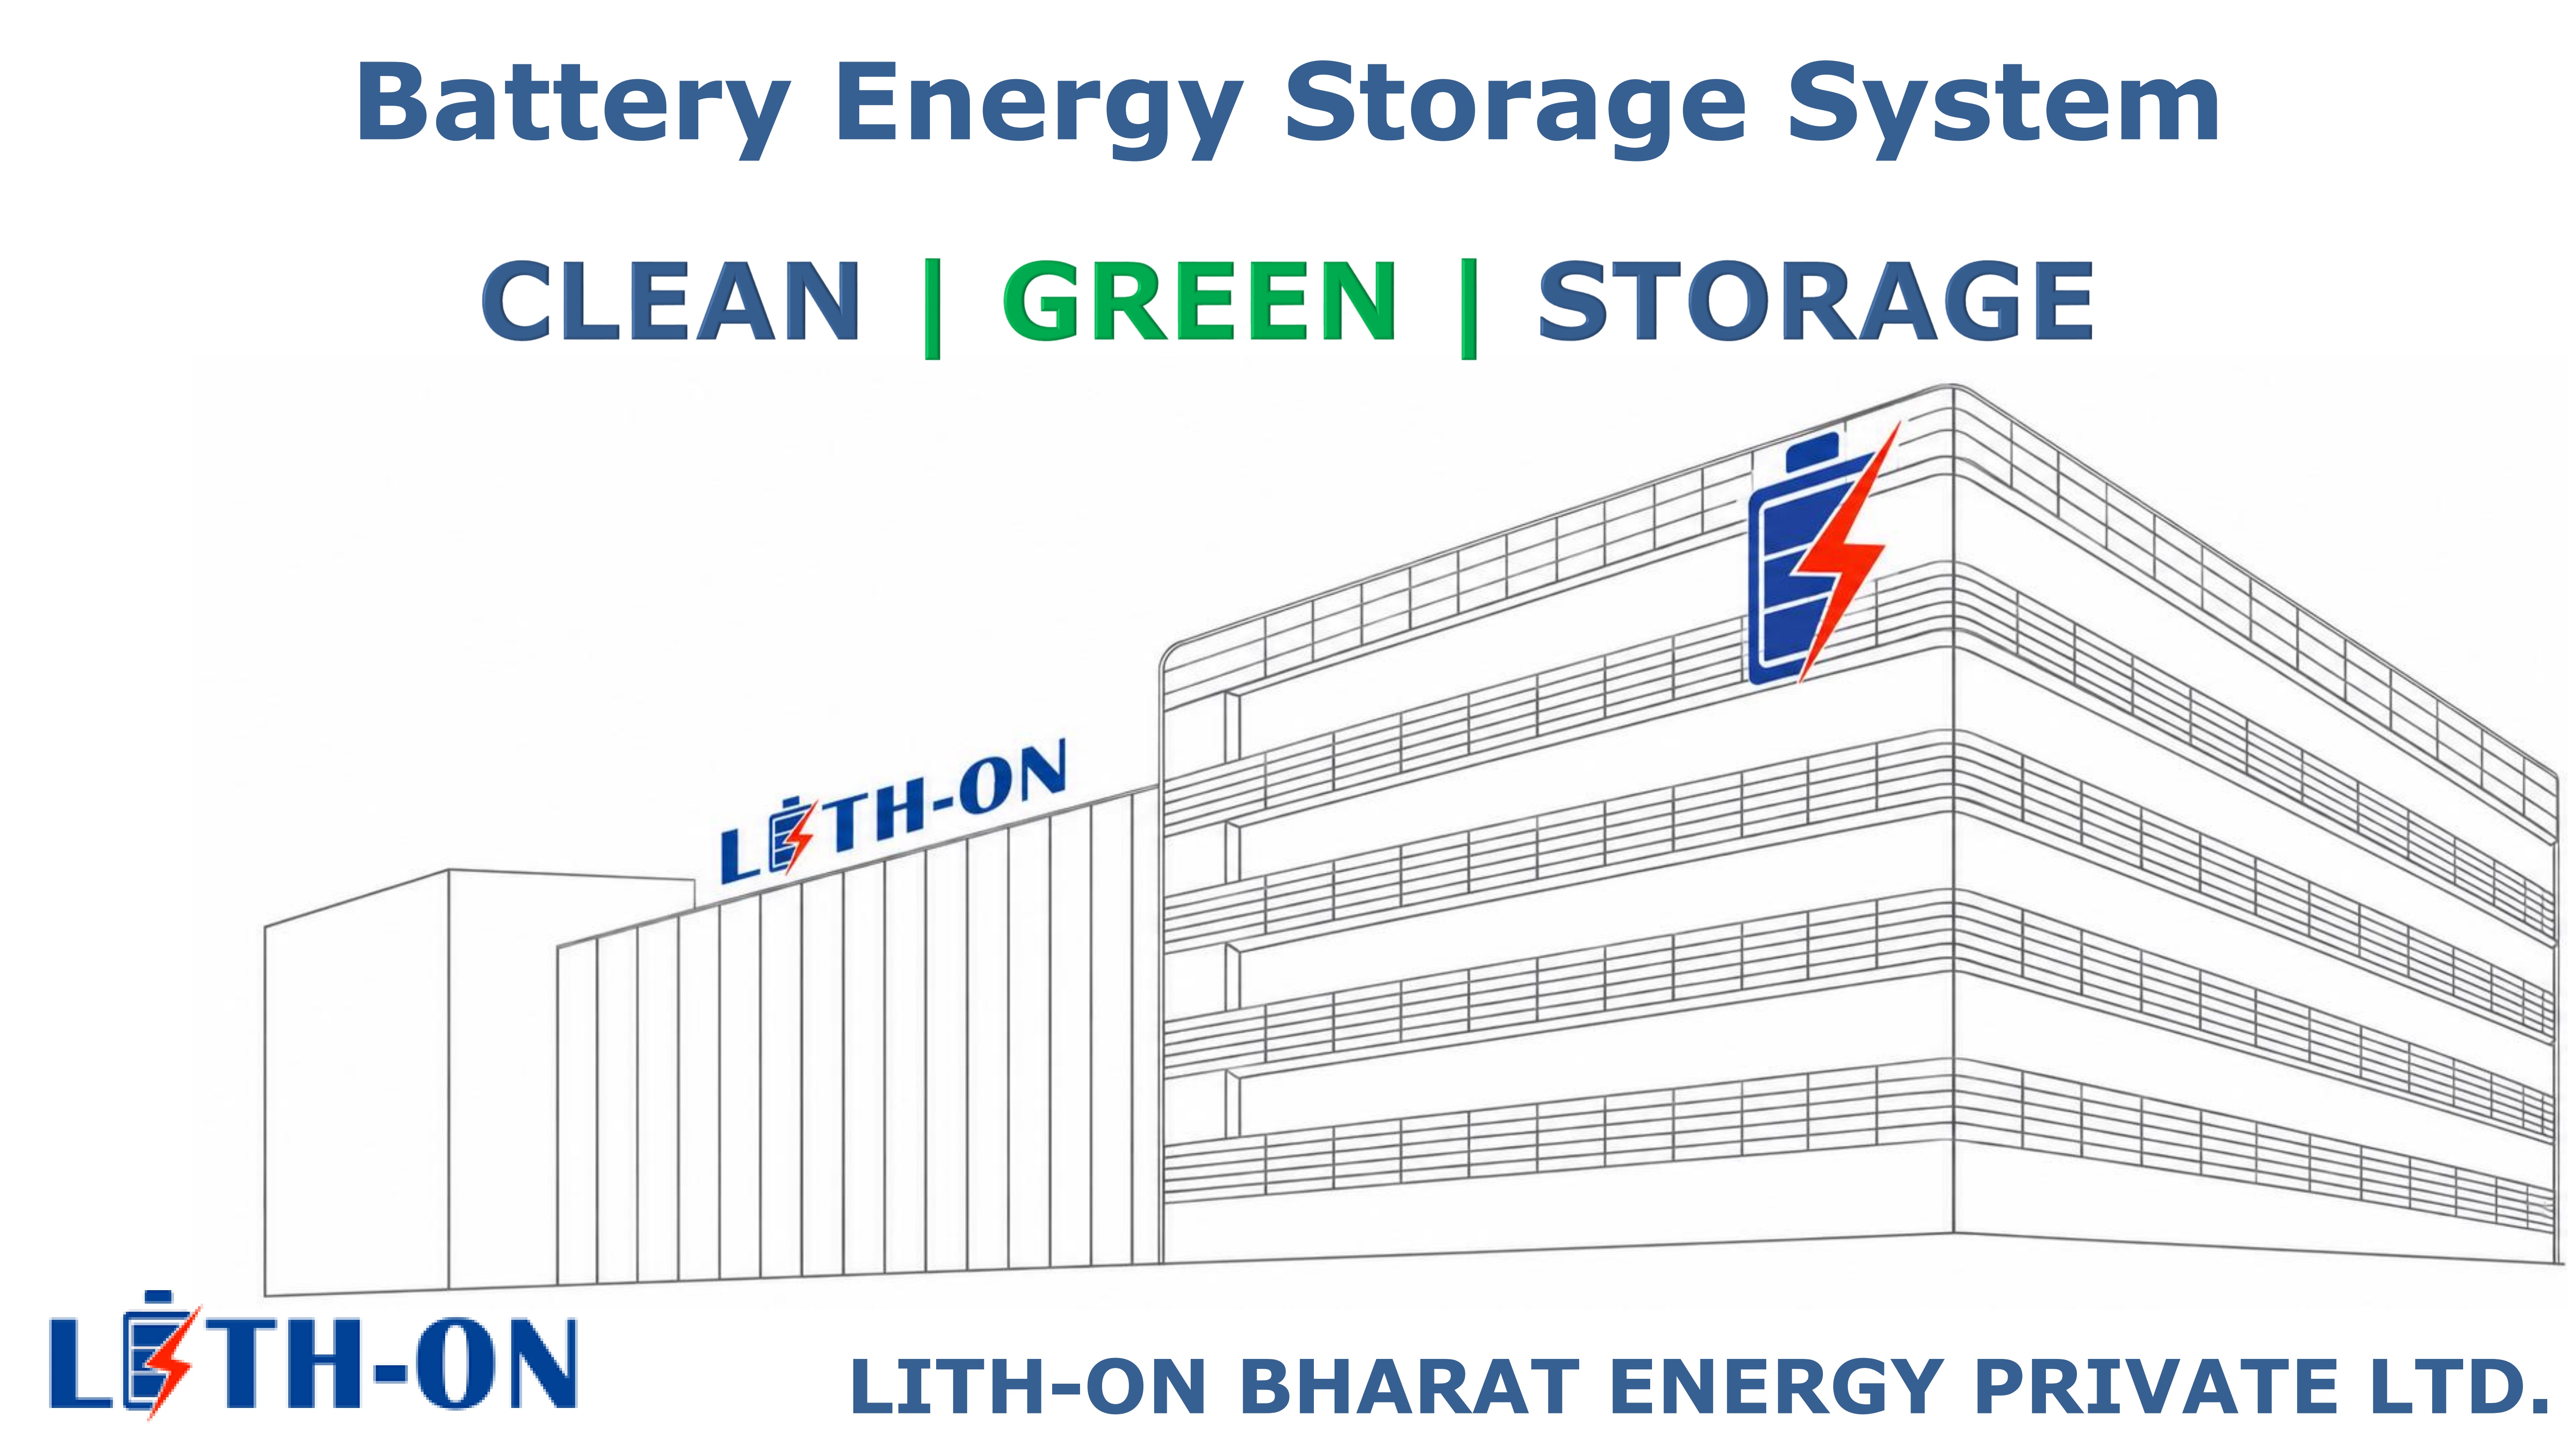 Battery Energy Storage System
CLEAN | GREEN | STORAGE
LITH-ON
LITH-ON
LITH-ON BHARAT ENERGY PRIVATE LTD.